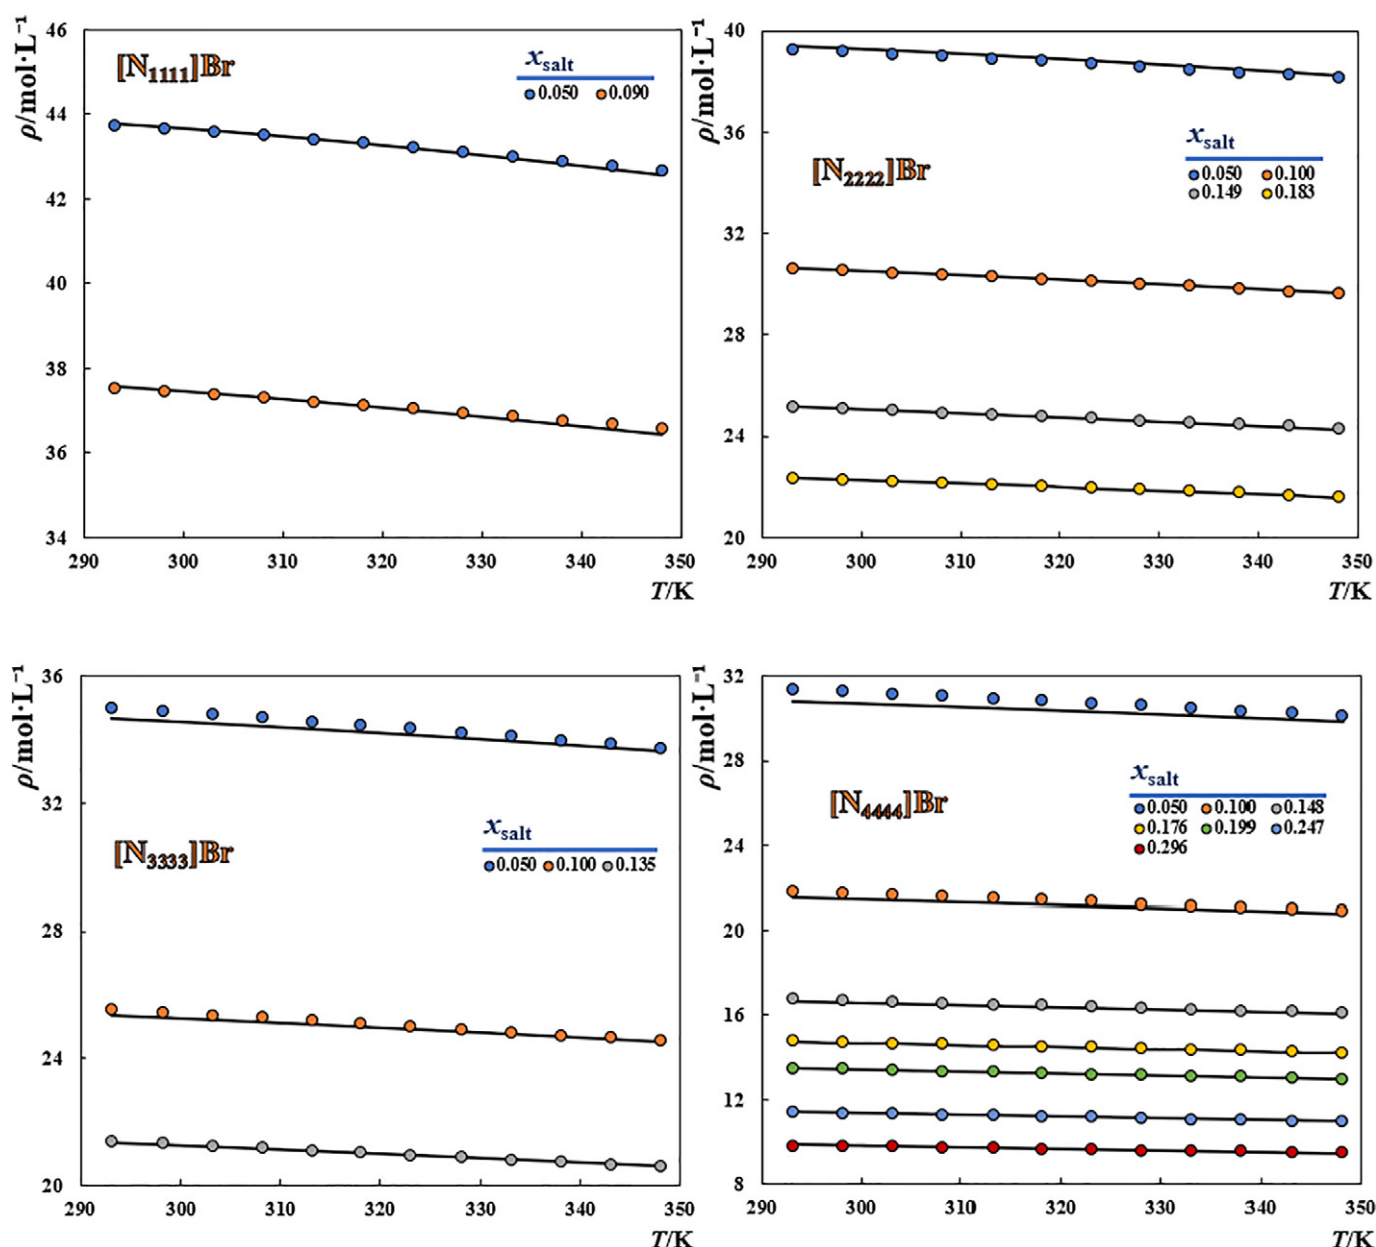 ρ/mol·L⁻¹
46
44
42
40
38
36
34
[N₁₁₁₁]Br
xsalt
0.050 0.090
290 300 310 320 330 340 350
T/K
ρ/mol·L⁻¹
40
36
32
28
24
20
[N₂₂₂₂]Br
xsalt
0.050 0.100
0.149 0.183
290 300 310 320 330 340 350
T/K
ρ/mol·L⁻¹
36
32
28
24
20
[N₃₃₃₃]Br
xsalt
0.050 0.100 0.135
290 300 310 320 330 340 350
T/K
ρ/mol·L⁻¹
32
28
24
20
16
12
8
[N₄₄₄₄]Br
xsalt
0.050 0.100 0.148
0.176 0.199 0.247
0.296
290 300 310 320 330 340 350
T/K